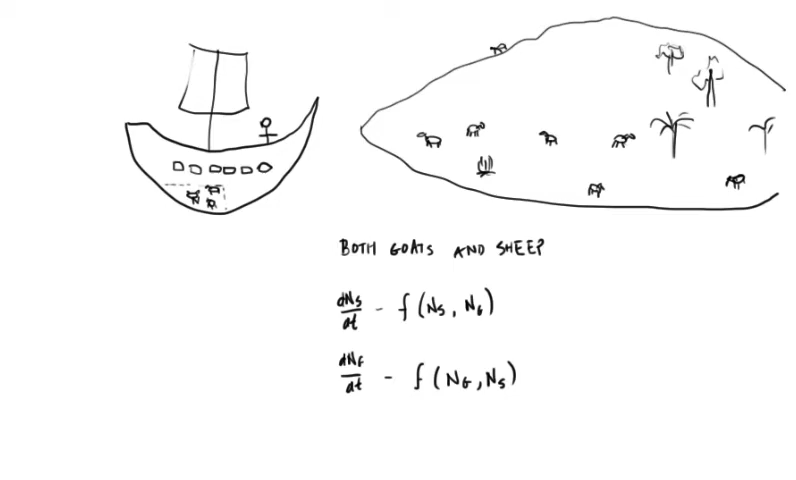 BOTH GOATS AND SHEEP
dNs/dt - f(Ns, NG)
dNG/dt - f(NG, Ns)